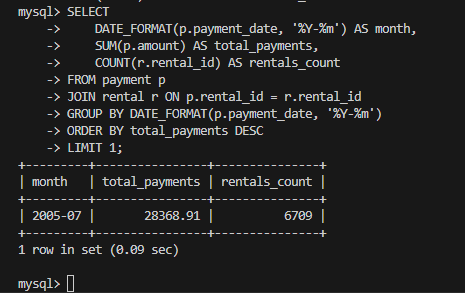 mysql> SELECT
    ->     DATE_FORMAT(p.payment_date, '%Y-%m') AS month,
    ->     SUM(p.amount) AS total_payments,
    ->     COUNT(r.rental_id) AS rentals_count
    -> FROM payment p
    -> JOIN rental r ON p.rental_id = r.rental_id
    -> GROUP BY DATE_FORMAT(p.payment_date, '%Y-%m')
    -> ORDER BY total_payments DESC
    -> LIMIT 1;
+---------+----------------+---------------+
| month   | total_payments | rentals_count |
+---------+----------------+---------------+
| 2005-07 |       28368.91 |          6709 |
+---------+----------------+---------------+
1 row in set (0.09 sec)
mysql>